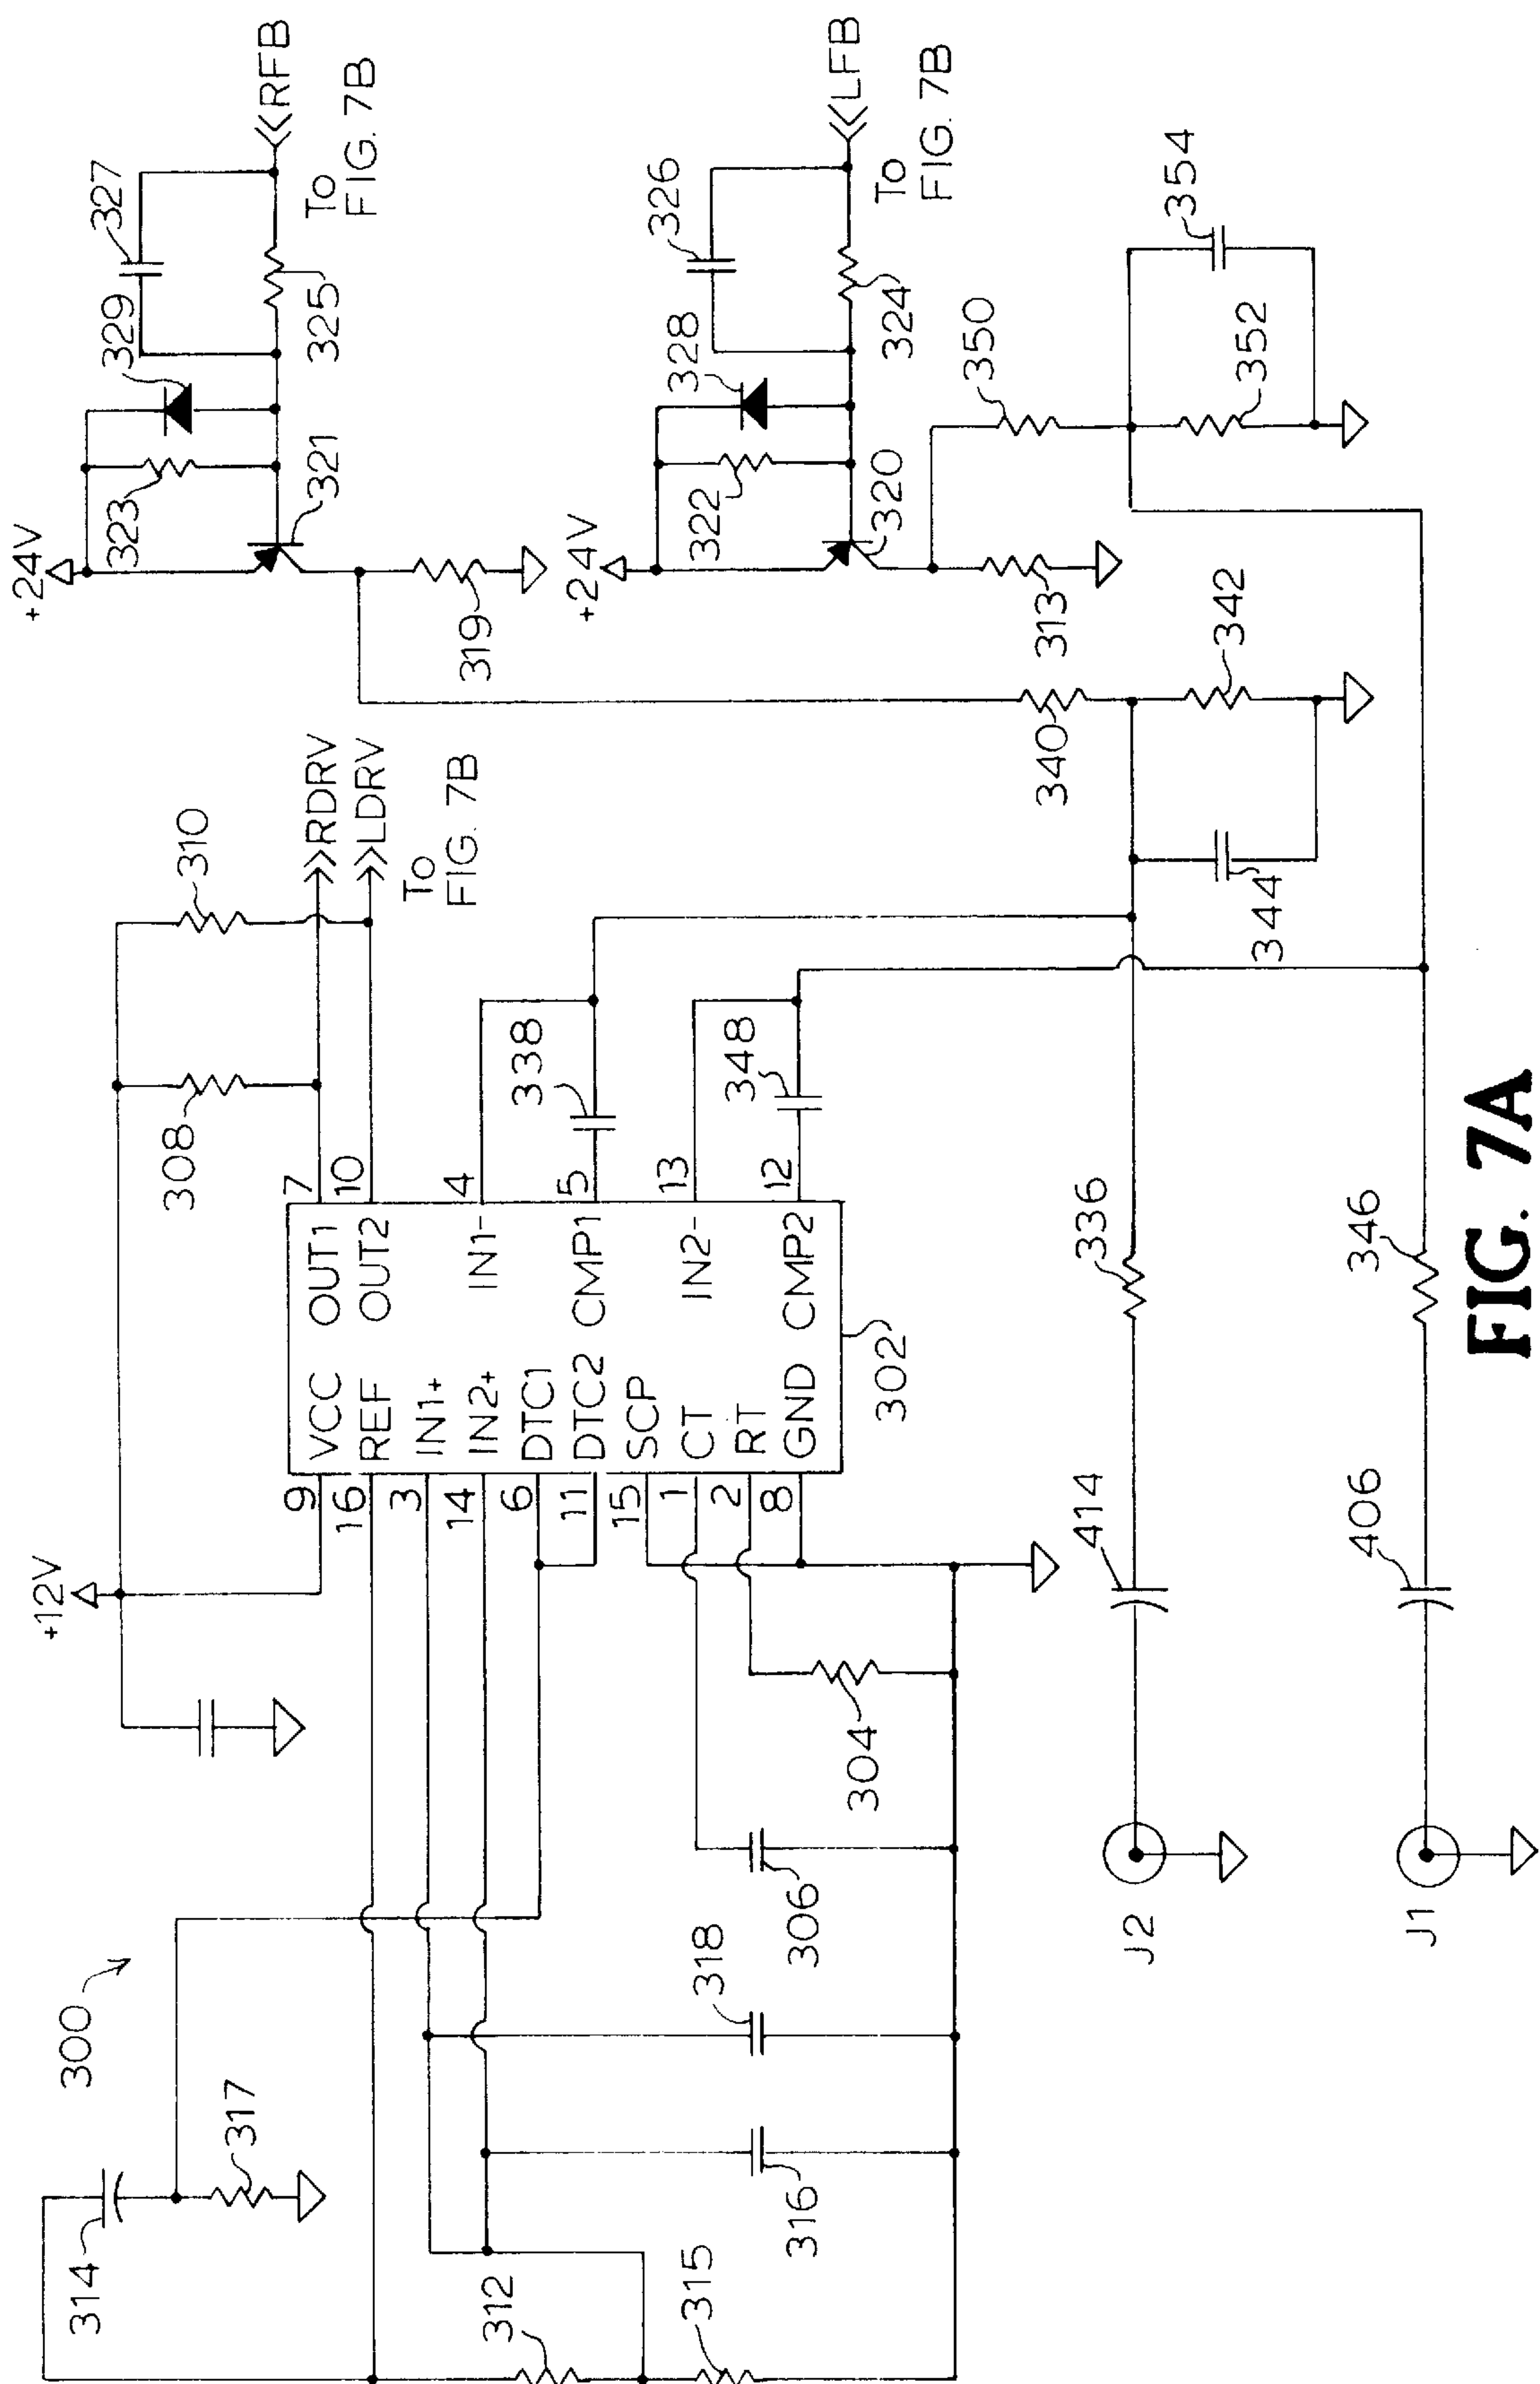 300
+12V
+24V
314
317
308
310
RDRV
LDRV
To
FIG. 7B
323
329
327
321
325
RFB
To
FIG. 7B
319
+24V
322
328
326
320
324
LFB
To
FIG. 7B
9 VCC OUT1 7
16 REF OUT2 10
3 IN1+
14 IN2+ IN1- 4
6 DTC1
11 DTC2 CMP1 5
15 SCP
1 CT IN2- 13
2 RT
8 GND CMP2 12
302
338
348
312
315
316
318
306
304
313
350
352
354
340
342
344
J2
414
336
J1
406
346
FIG. 7A